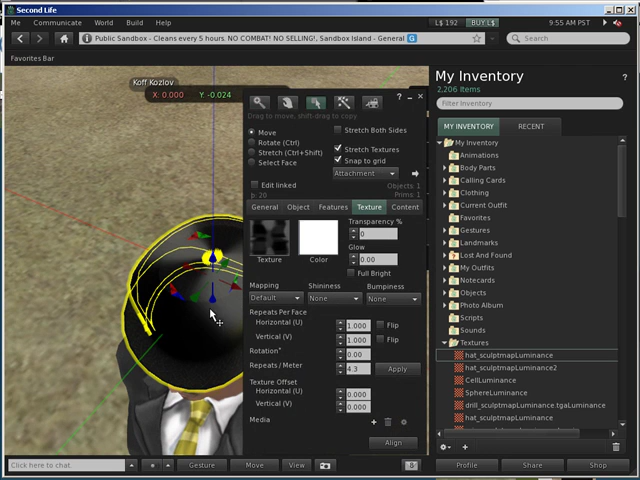 Second Life
Me Communicate World Build Help L$ 192 BUY L$ 9:55 AM PST
Public Sandbox - Cleans every 5 hours. NO COMBAT! NO SELLING!, Sandbox Island - General G Search
Favorites Bar
Koff Kozlov
X: 0.000 Y: -0.024
Drag to move, shift-drag to copy
Move
Rotate (Ctrl)
Stretch (Ctrl+Shift)
Select Face
Edit linked
Stretch Both Sides
Stretch Textures
Snap to grid
Attachment
Objects: 1
Prims: 1
General Object Features Texture Content
Texture
Color
Transparency %
0
Glow
0.00
Full Bright
Mapping Shininess Bumpiness
Default None None
Repeats Per Face
Horizontal (U) 1.000 Flip
Vertical (V) 1.000 Flip
Rotation° 0.00
Repeats / Meter 4.3 Apply
Texture Offset
Horizontal (U) 0.000
Vertical (V) 0.000
Media
Align
My Inventory
2,206 Items
Filter Inventory
MY INVENTORY RECENT
My Inventory
Animations
Body Parts
Calling Cards
Clothing
Current Outfit
Favorites
Gestures
Landmarks
Lost And Found
My Outfits
Notecards
Objects
Photo Album
Scripts
Sounds
Textures
hat_sculptmapLuminance
hat_sculptmapLuminance2
CellLuminance
SphereLuminance
drill_sculptmap.tgaLuminance
hat_sculptmapLuminance
Click here to chat. Gesture Move View Profile Share Shop